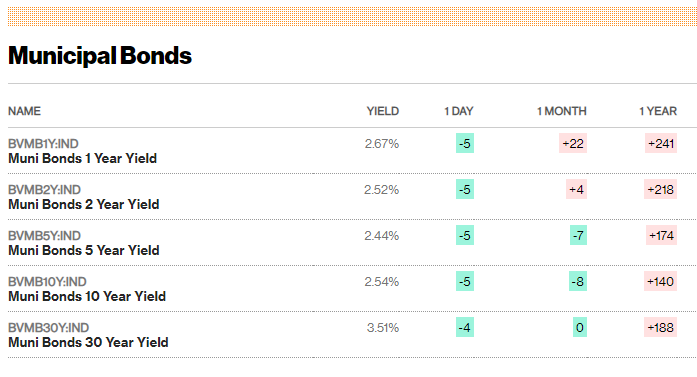 Municipal Bonds
NAME YIELD 1 DAY 1 MONTH 1 YEAR
BVMB1Y:IND
Muni Bonds 1 Year Yield 2.67% -5 +22 +241
BVMB2Y:IND
Muni Bonds 2 Year Yield 2.52% -5 +4 +218
BVMB5Y:IND
Muni Bonds 5 Year Yield 2.44% -5 -7 +174
BVMB10Y:IND
Muni Bonds 10 Year Yield 2.54% -5 -8 +140
BVMB30Y:IND
Muni Bonds 30 Year Yield 3.51% -4 0 +188